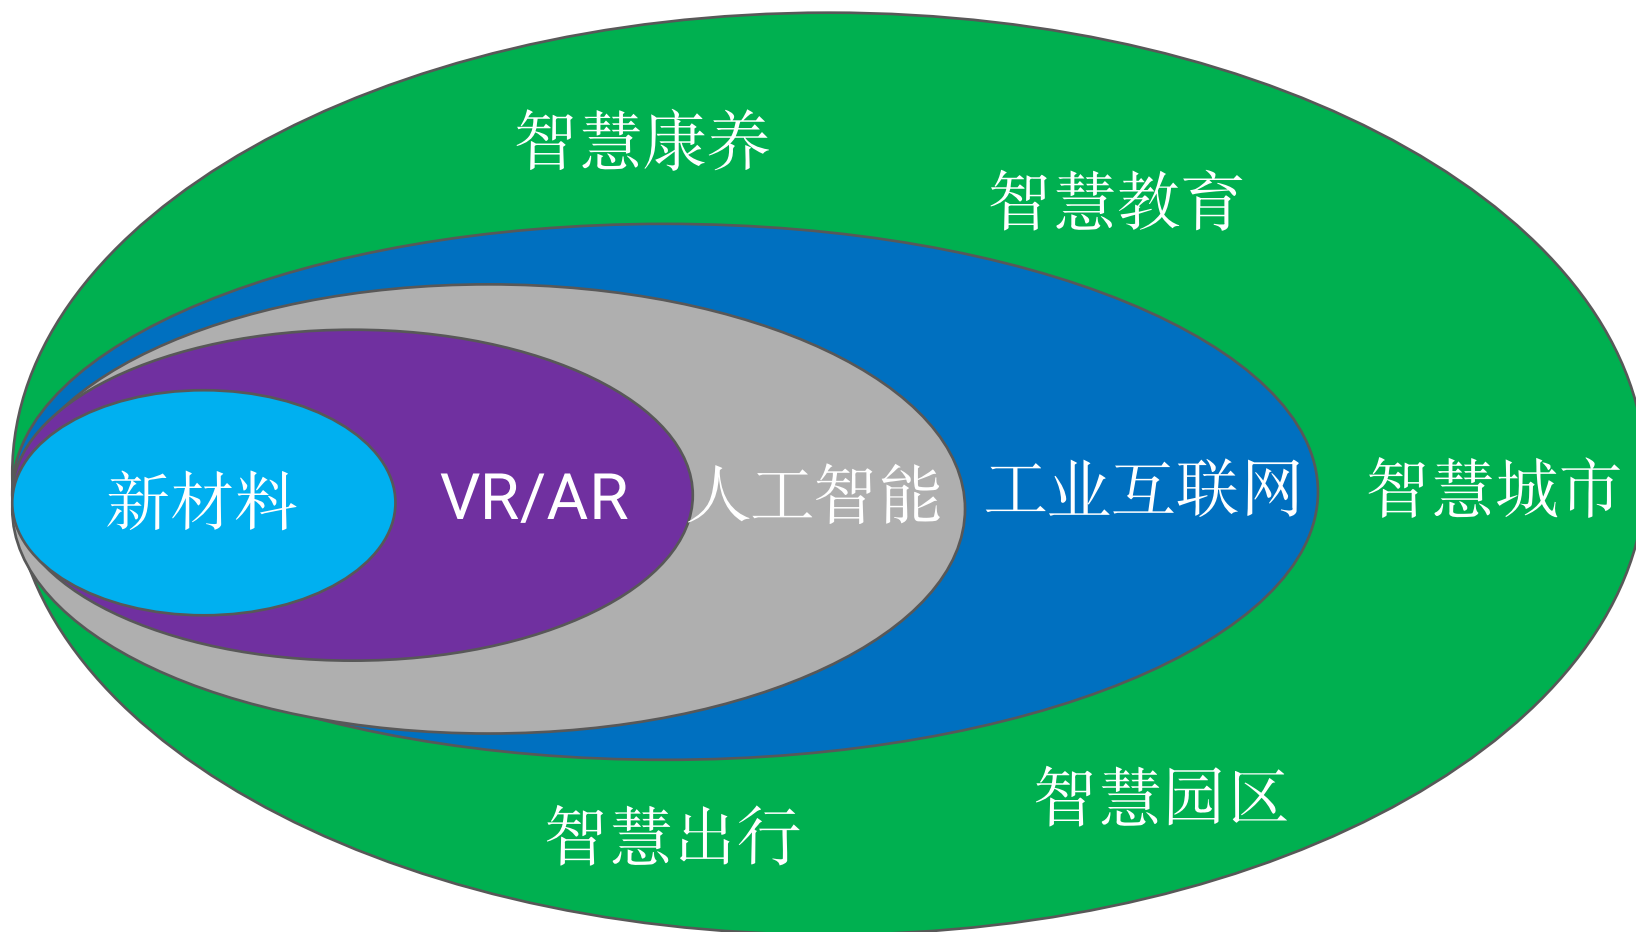 智慧康养
智慧教育
新材料
VR/AR
人工智能
工业互联网
智慧城市
智慧园区
智慧出行